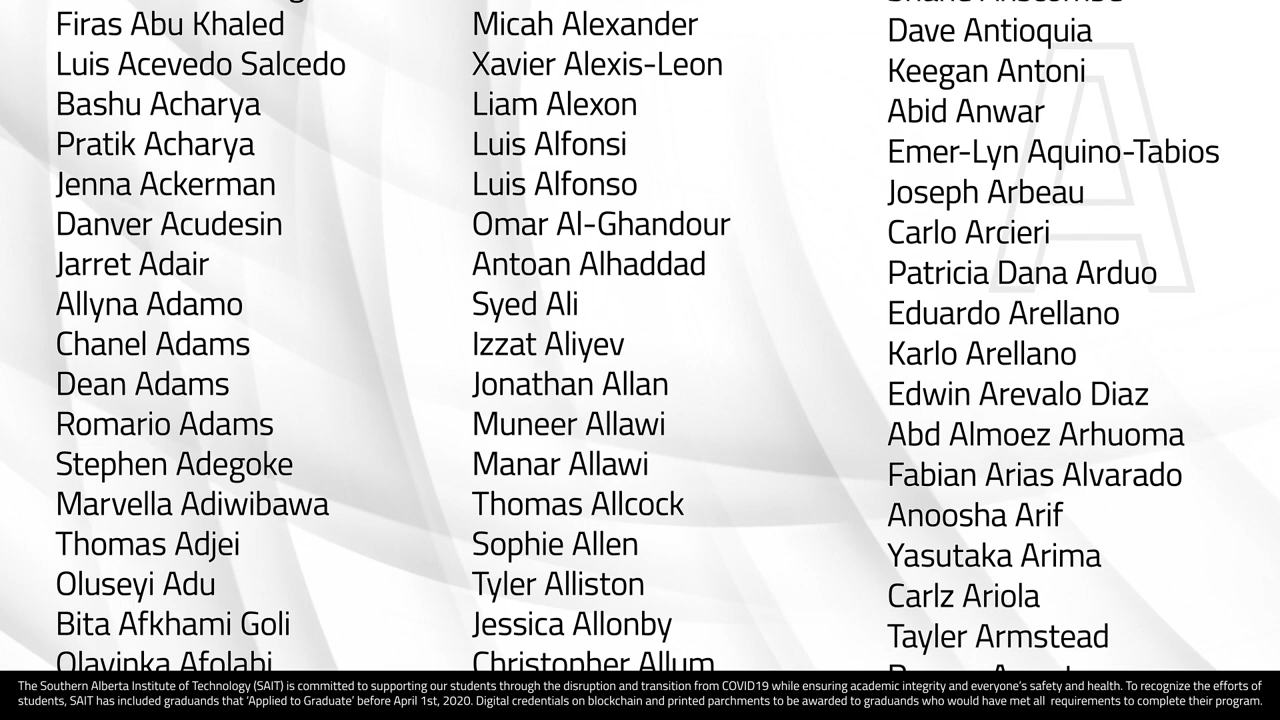 Firas Abu Khaled
Luis Acevedo Salcedo
Bashu Acharya
Pratik Acharya
Jenna Ackerman
Danver Acudesin
Jarret Adair
Allyna Adamo
Chanel Adams
Dean Adams
Romario Adams
Stephen Adegoke
Marvella Adiwibawa
Thomas Adjei
Oluseyi Adu
Bita Afkhami Goli
Olayinka Afolabi
Micah Alexander
Xavier Alexis-Leon
Liam Alexon
Luis Alfonsi
Luis Alfonso
Omar Al-Ghandour
Antoan Alhaddad
Syed Ali
Izzat Aliyev
Jonathan Allan
Muneer Allawi
Manar Allawi
Thomas Allcock
Sophie Allen
Tyler Alliston
Jessica Allonby
Christopher Allum
Dave Antioquia
Keegan Antoni
Abid Anwar
Emer-Lyn Aquino-Tabios
Joseph Arbeau
Carlo Arcieri
Patricia Dana Arduo
Eduardo Arellano
Karlo Arellano
Edwin Arevalo Diaz
Abd Almoez Arhuoma
Fabian Arias Alvarado
Anoosha Arif
Yasutaka Arima
Carlz Ariola
Tayler Armstead
A
The Southern Alberta Institute of Technology (SAIT) is committed to supporting our students through the disruption and transition from COVID19 while ensuring academic integrity and everyone's safety and health. To recognize the efforts of
students, SAIT has included graduands that 'Applied to Graduate' before April 1st, 2020. Digital credentials on blockchain and printed parchments to be awarded to graduands who would have met all requirements to complete their program.